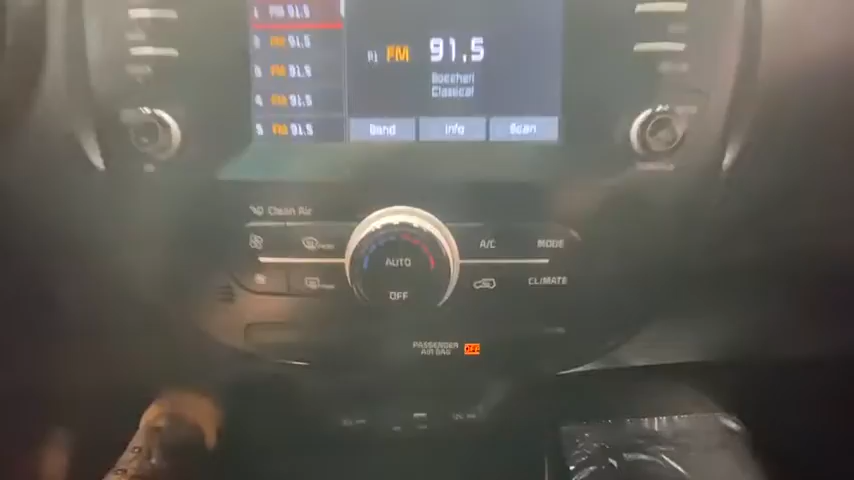 1 FM 91.5
2 FM 91.5
3 FM 91.5
4 FM 91.5
5 FM 91.5
FM 91.5
Boccheri
Classical
Band Info Scan
Clean Air
A/C MODE
AUTO
OFF
CLIMATE
PASSENGER
AIR BAG OFF